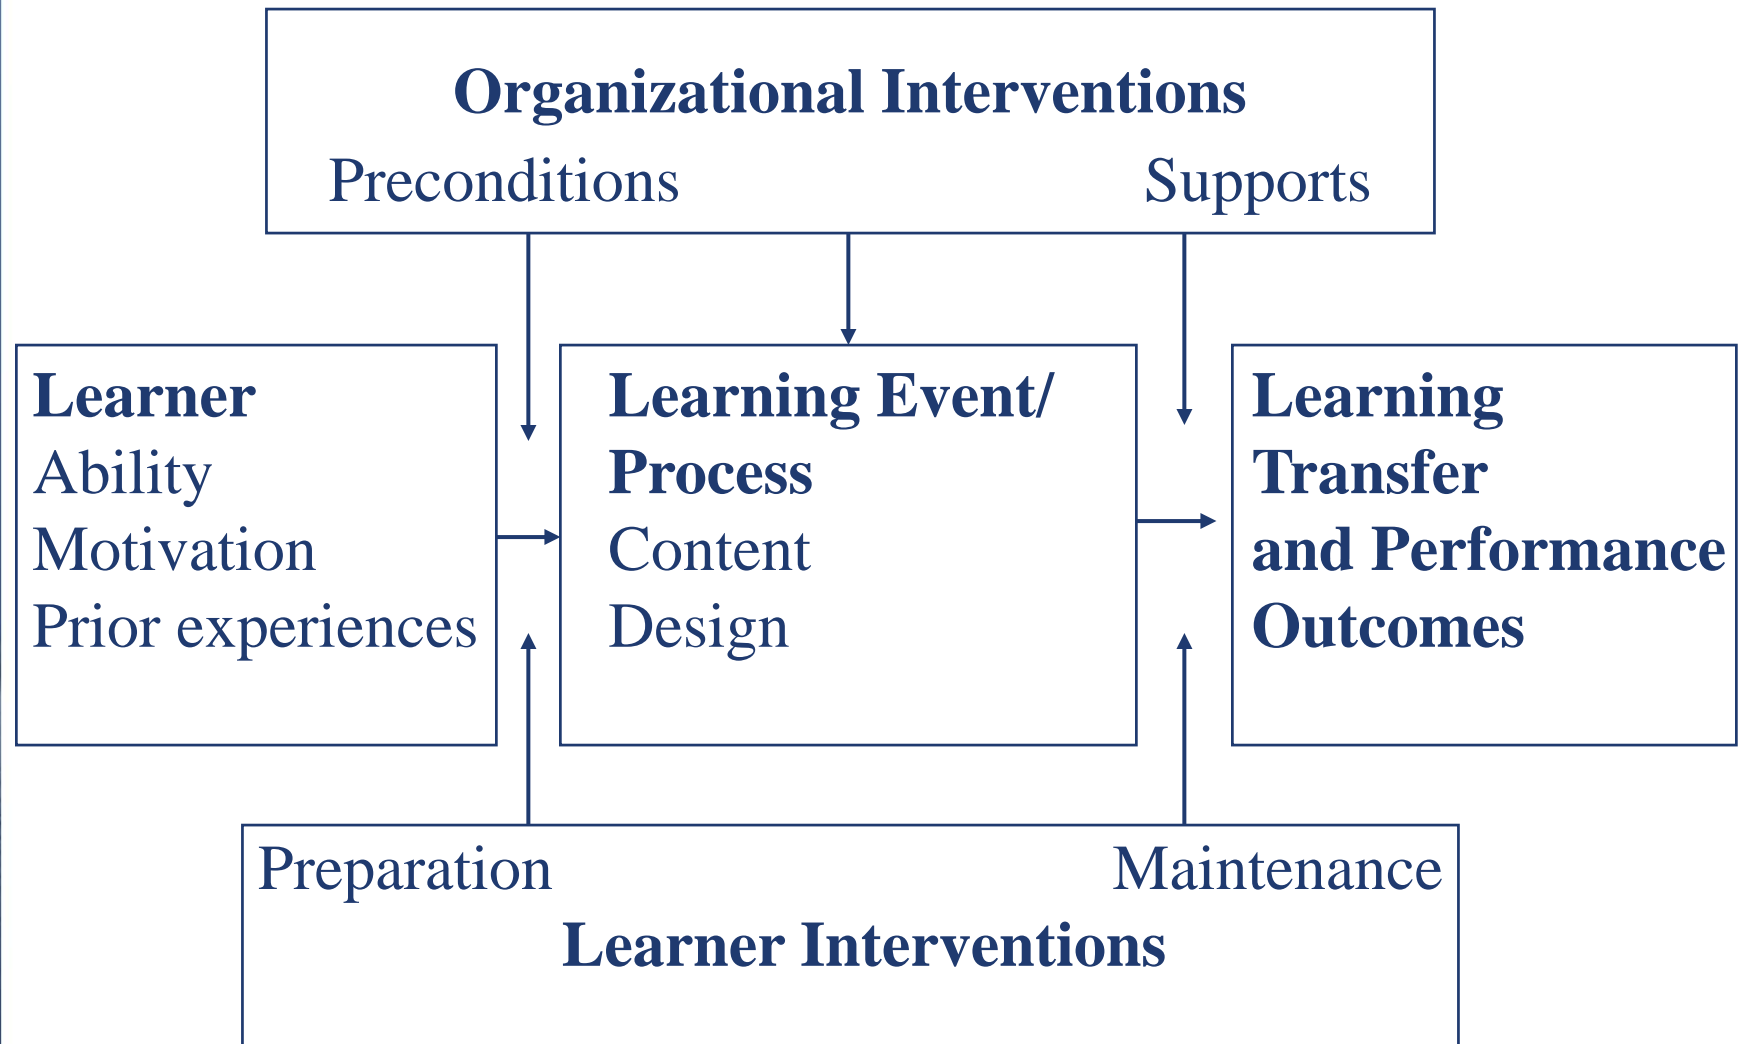 Organizational Interventions
Preconditions
Supports
Learner
Ability
Motivation
Prior experiences
Learning Event/
Process
Content
Design
Learning
Transfer
and Performance
Outcomes
Preparation
Maintenance
Learner Interventions